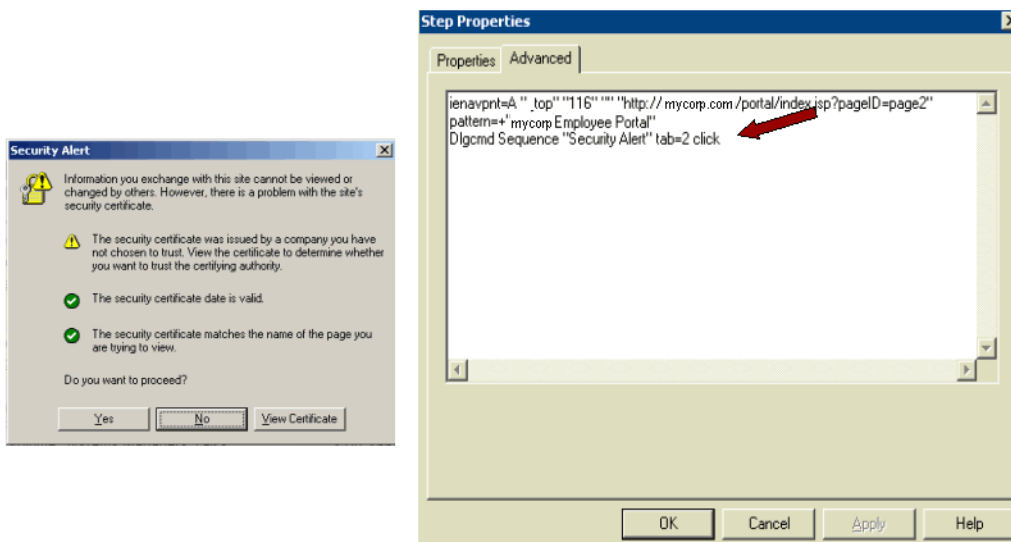 Security Alert
Information you exchange with this site cannot be viewed or
changed by others. However, there is a problem with the site's
security certificate.
The security certificate was issued by a company you have
not chosen to trust. View the certificate to determine whether
you want to trust the certifying authority.
The security certificate date is valid.
The security certificate matches the name of the page you
are trying to view.
Do you want to proceed?
Yes No View Certificate
Step Properties
Properties Advanced
ienavpnt=A "_top" "116" "" "http:// mycorp.com /portal/index.jsp?pageID=page2"
pattern=+"mycorp Employee Portal"
Dlgcmd Sequence "Security Alert" tab=2 click
OK Cancel Apply Help